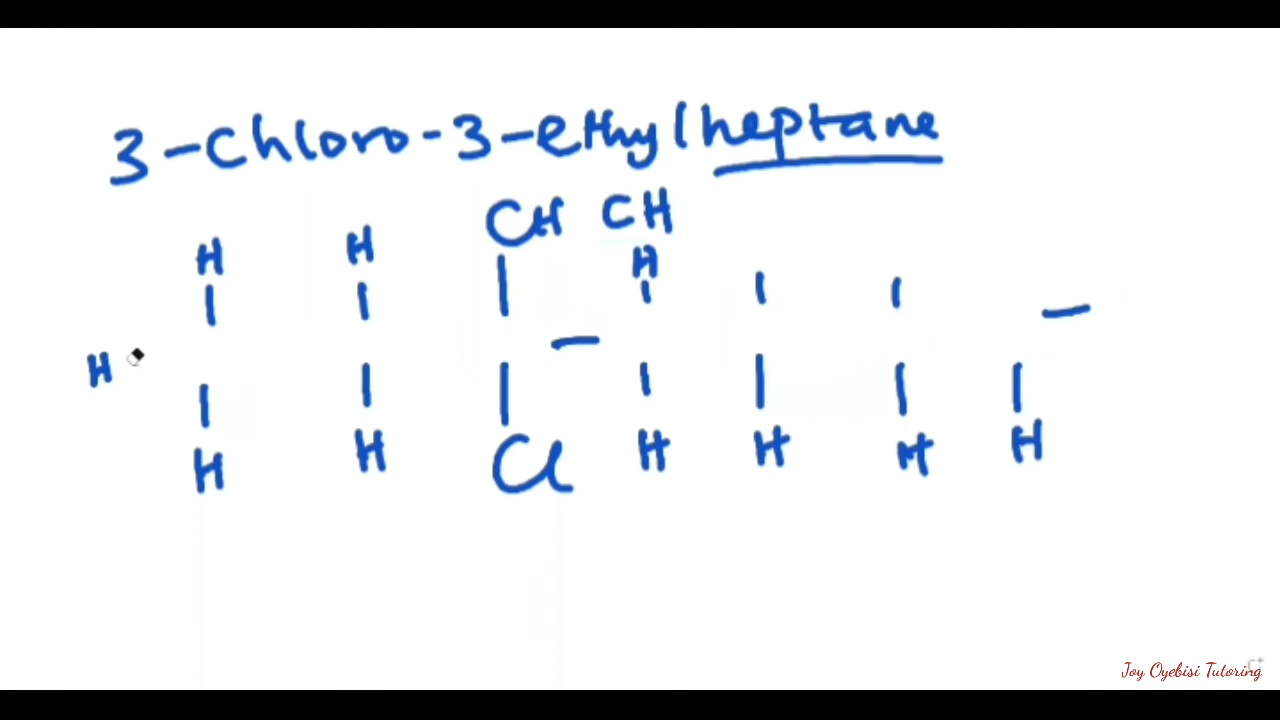 3-Chloro-3-ethylheptane
H H CH CH
H
H
H H Cl H H H H
Joy Oyebisi Tutoring